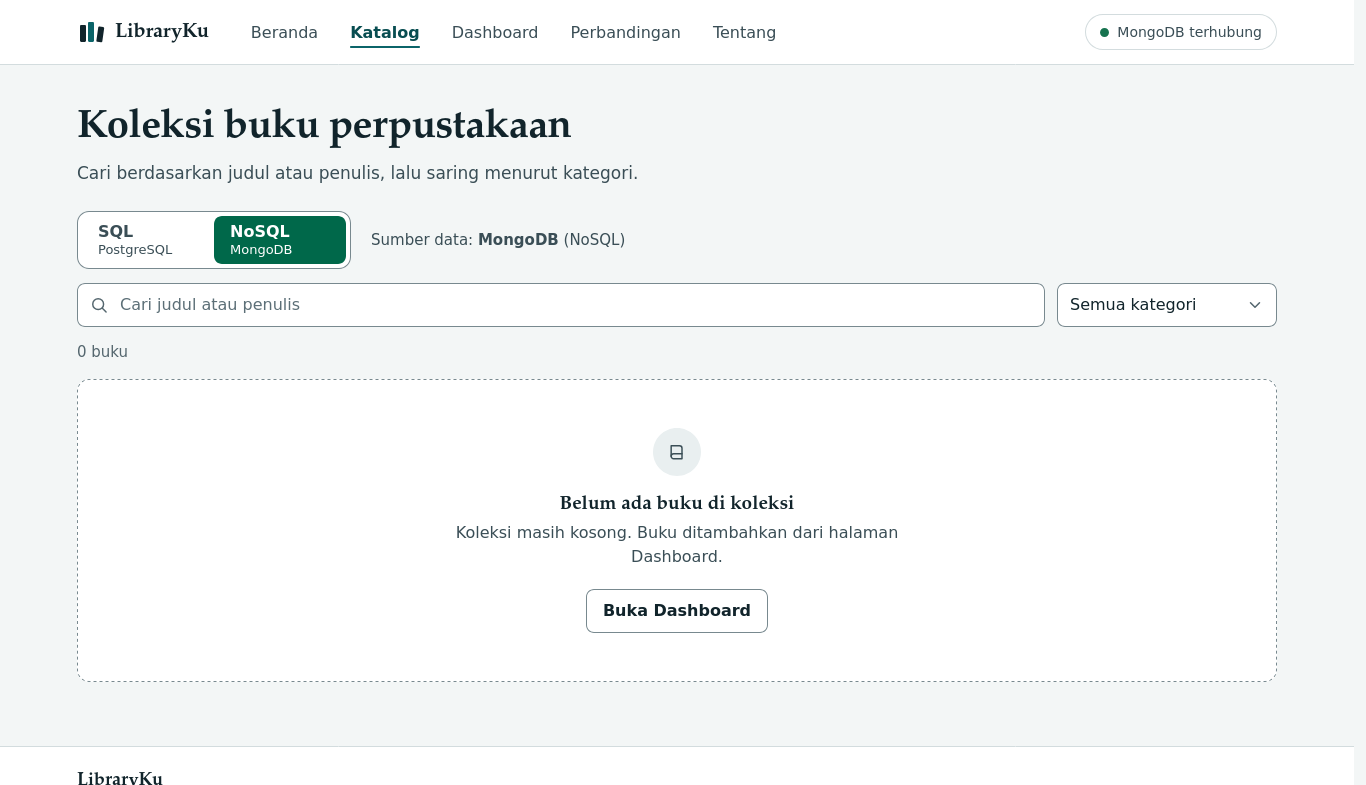 LibraryKu
Beranda
Katalog
Dashboard
Perbandingan
Tentang
MongoDB terhubung
Koleksi buku perpustakaan
Cari berdasarkan judul atau penulis, lalu saring menurut kategori.
SQL
PostgreSQL
NoSQL
MongoDB
Sumber data: MongoDB (NoSQL)
Cari judul atau penulis
Semua kategori
0 buku
Belum ada buku di koleksi
Koleksi masih kosong. Buku ditambahkan dari halaman
Dashboard.
Buka Dashboard
LibraryKu